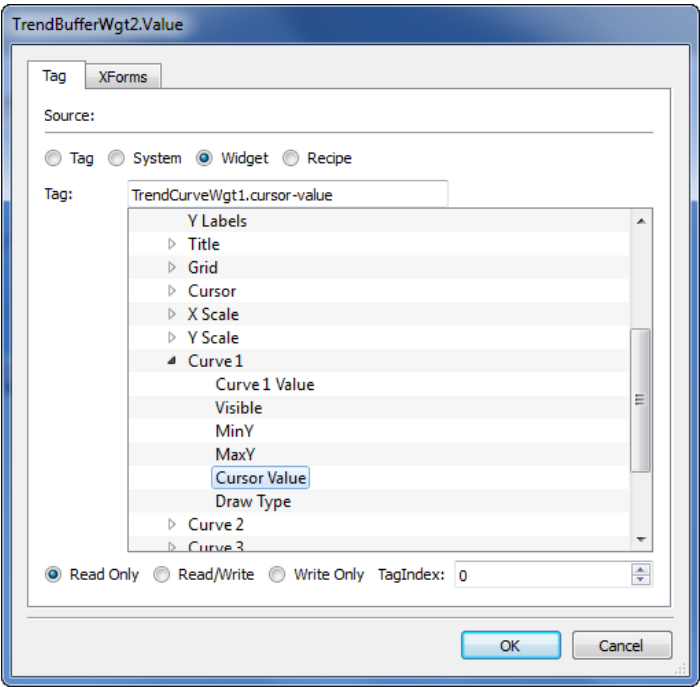 TrendBufferWgt2.Value
Tag XForms
Source:
Tag System Widget Recipe
Tag: TrendCurveWgt1.cursor-value
Y Labels
Title
Grid
Cursor
X Scale
Y Scale
Curve 1
Curve 1 Value
Visible
MinY
MaxY
Cursor Value
Draw Type
Curve 2
Curve 3
Read Only Read/Write Write Only TagIndex: 0
OK Cancel